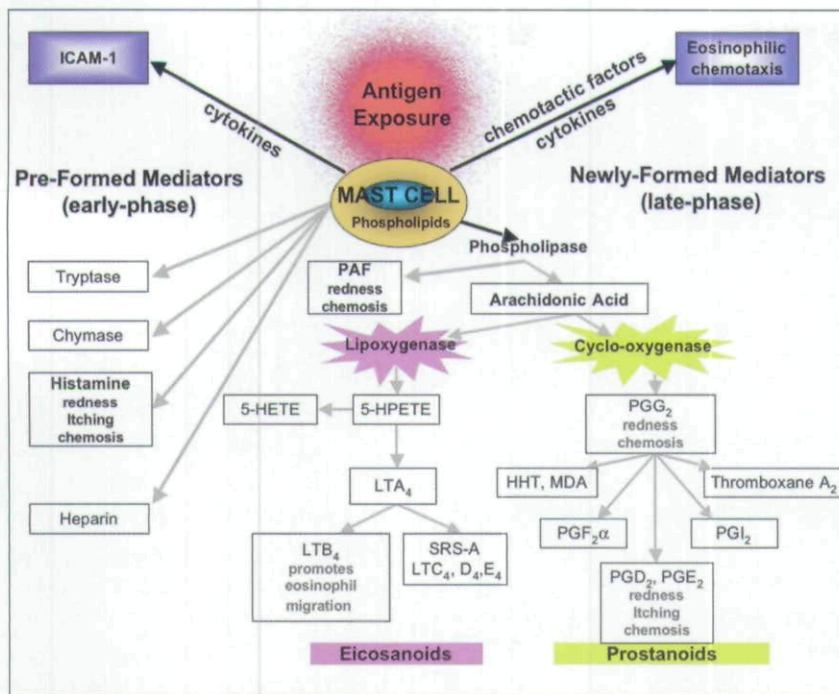 ICAM-1
Eosinophilic
chemotaxis
Antigen
Exposure
cytokines
chemotactic factors
cytokines
Pre-Formed Mediators
(early-phase)
Newly-Formed Mediators
(late-phase)
MAST CELL
Phospholipids
Phospholipase
Tryptase
PAF
redness
chemosis
Arachidonic Acid
Chymase
Lipoxygenase
Cyclo-oxygenase
Histamine
redness
Itching
chemosis
5-HETE
5-HPETE
PGG₂
redness
chemosis
LTA₄
HHT, MDA
Thromboxane A₂
Heparin
PGF₂α
PGI₂
LTB₄
promotes
eosinophil
migration
SRS-A
LTC₄, D₄,E₄
PGD₂, PGE₂
redness
Itching
chemosis
Eicosanoids
Prostanoids